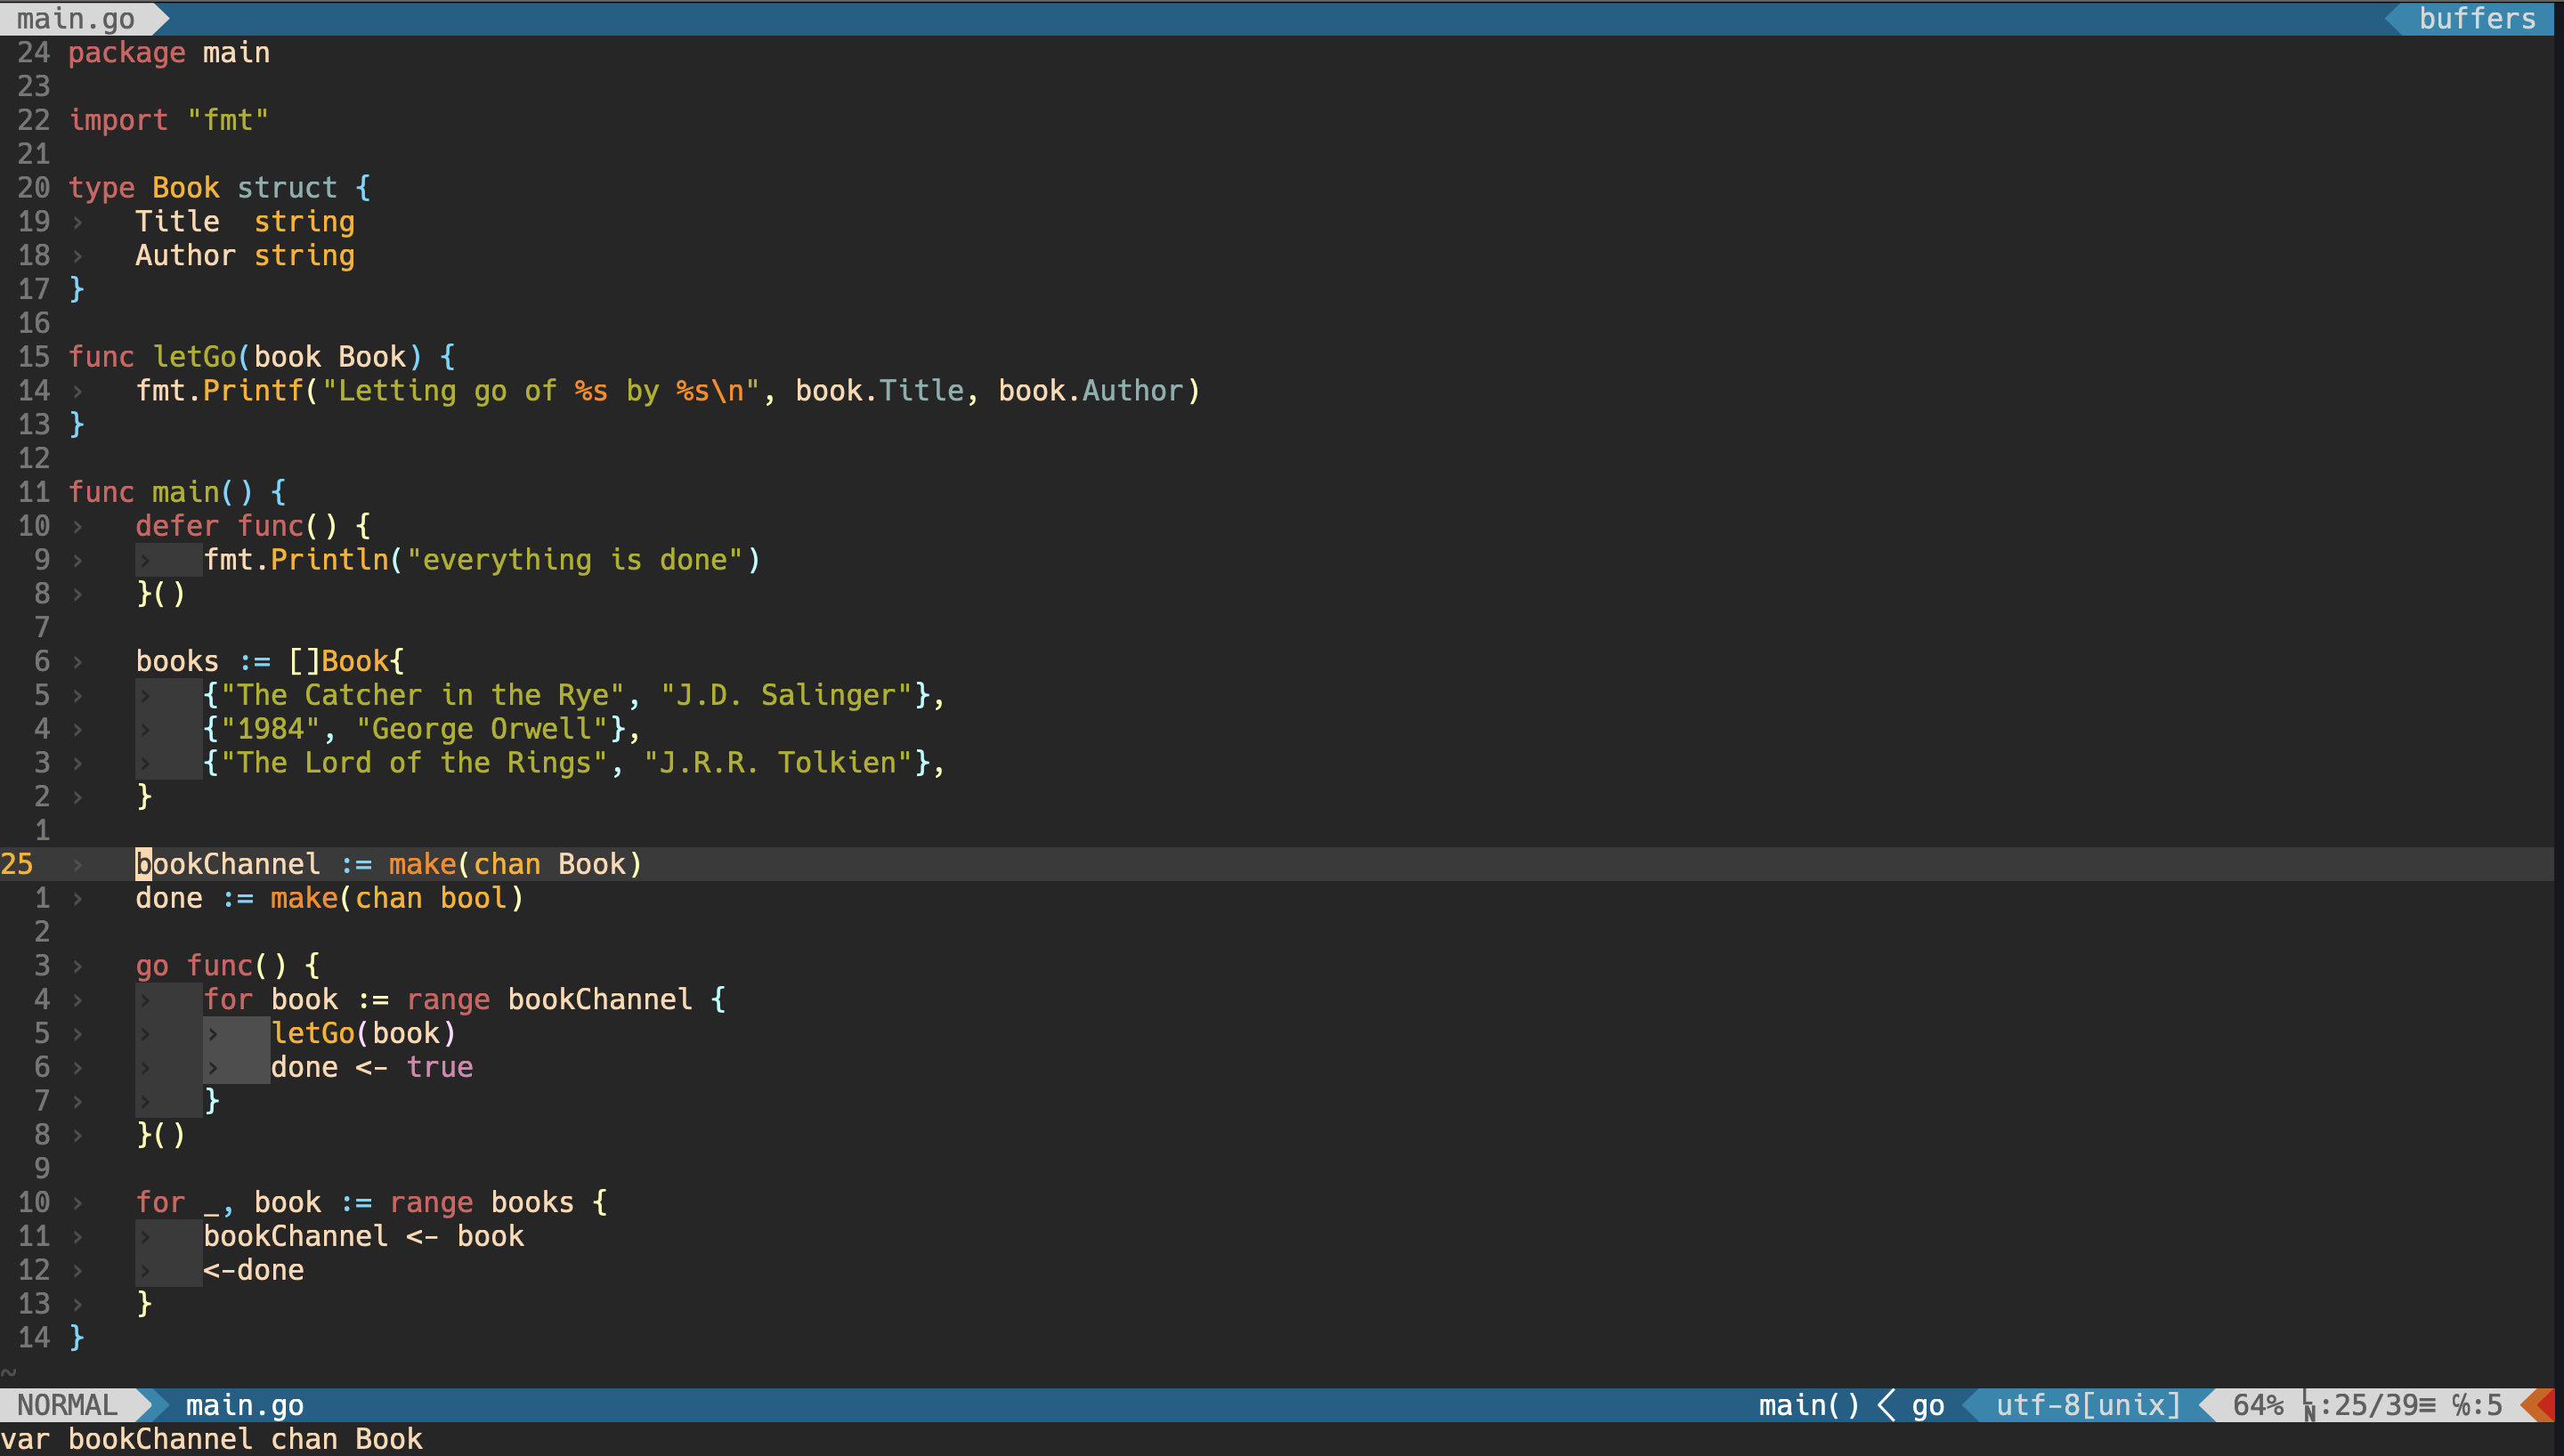 main.go buffers
24 package main
23
22 import "fmt"
21
20 type Book struct {
19 ›   Title  string
18 ›   Author string
17 }
16
15 func letGo(book Book) {
14 ›   fmt.Printf("Letting go of %s by %s\n", book.Title, book.Author)
13 }
12
11 func main() {
10 ›   defer func() {
9 ›   ›   fmt.Println("everything is done")
8 ›   }()
7
6 ›   books := []Book{
5 ›   ›   {"The Catcher in the Rye", "J.D. Salinger"},
4 ›   ›   {"1984", "George Orwell"},
3 ›   ›   {"The Lord of the Rings", "J.R.R. Tolkien"},
2 ›   }
1
25 ›   bookChannel := make(chan Book)
1 ›   done := make(chan bool)
2
3 ›   go func() {
4 ›   ›   for book := range bookChannel {
5 ›   ›   ›   letGo(book)
6 ›   ›   ›   done <- true
7 ›   ›   }
8 ›   }()
9
10 ›   for _, book := range books {
11 ›   ›   bookChannel <- book
12 ›   ›   <-done
13 ›   }
14 }
~
NORMAL main.go main() < go utf-8[unix] 64% ␤:25/39≡ ℅:5
var bookChannel chan Book